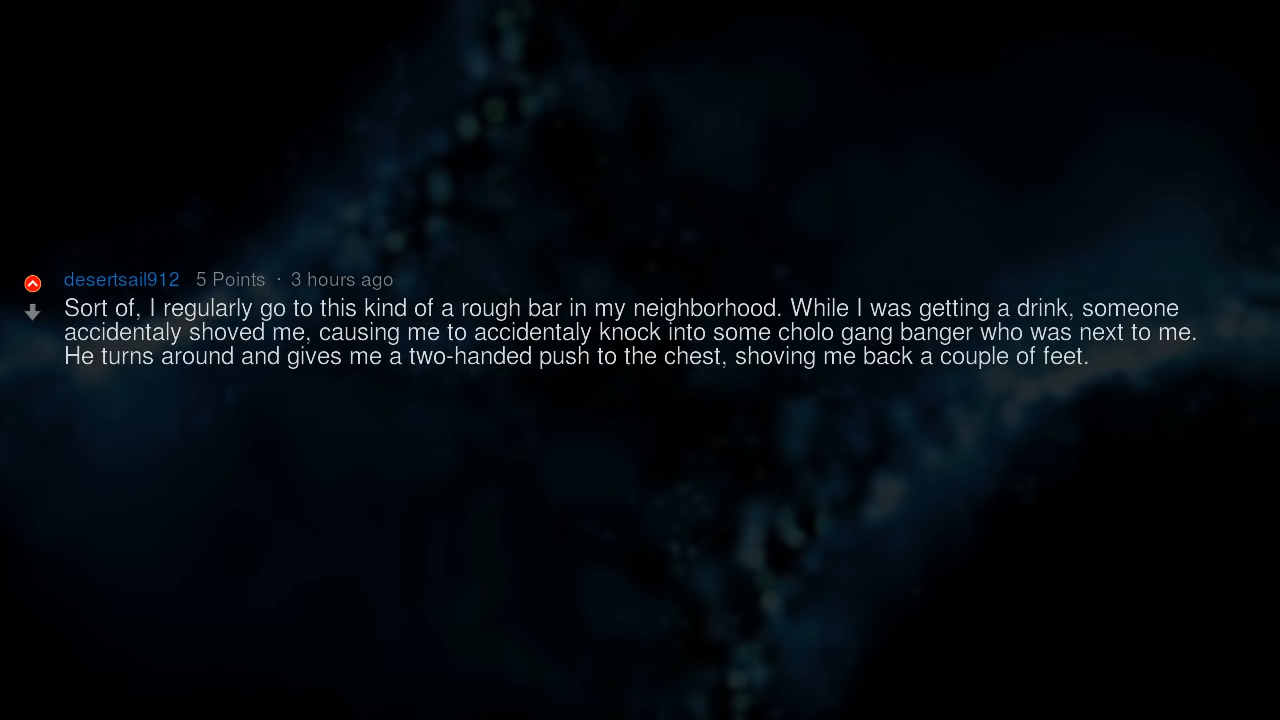 desertsail912 5 Points · 3 hours ago
Sort of, I regularly go to this kind of a rough bar in my neighborhood. While I was getting a drink, someone
accidentaly shoved me, causing me to accidentaly knock into some cholo gang banger who was next to me.
He turns around and gives me a two-handed push to the chest, shoving me back a couple of feet.